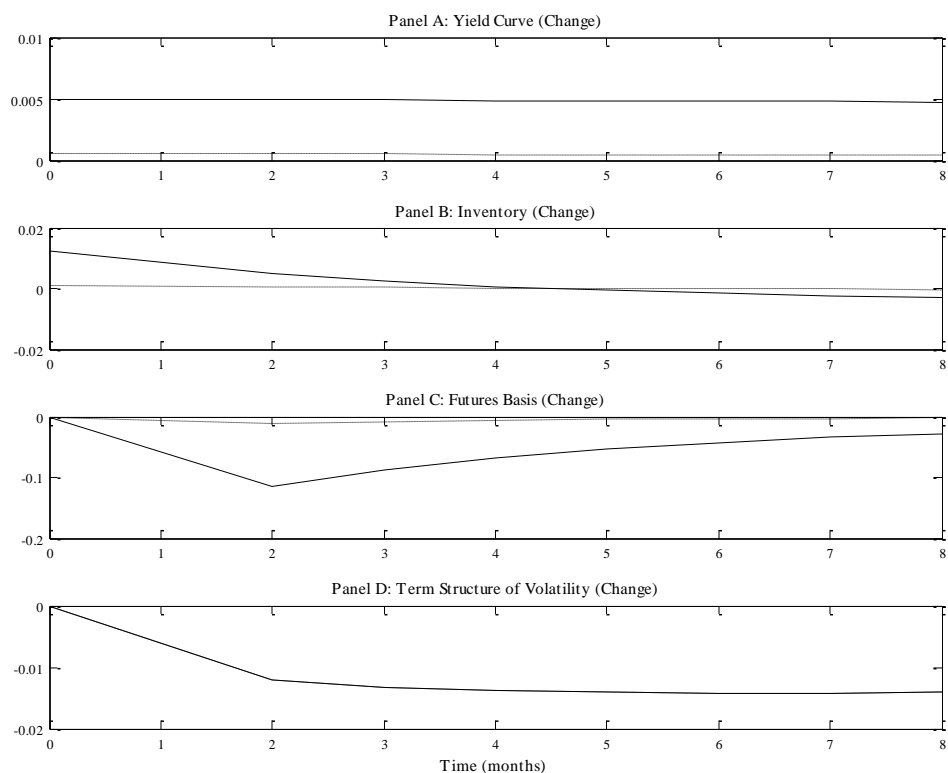 Panel A: Yield Curve (Change)
0.01
0.005
0
0 1 2 3 4 5 6 7 8
Panel B: Inventory (Change)
0.02
0
-0.02
0 1 2 3 4 5 6 7 8
Panel C: Futures Basis (Change)
0
-0.1
-0.2
0 1 2 3 4 5 6 7 8
Panel D: Term Structure of Volatility (Change)
0
-0.01
-0.02
0 1 2 3 4 5 6 7 8
Time (months)